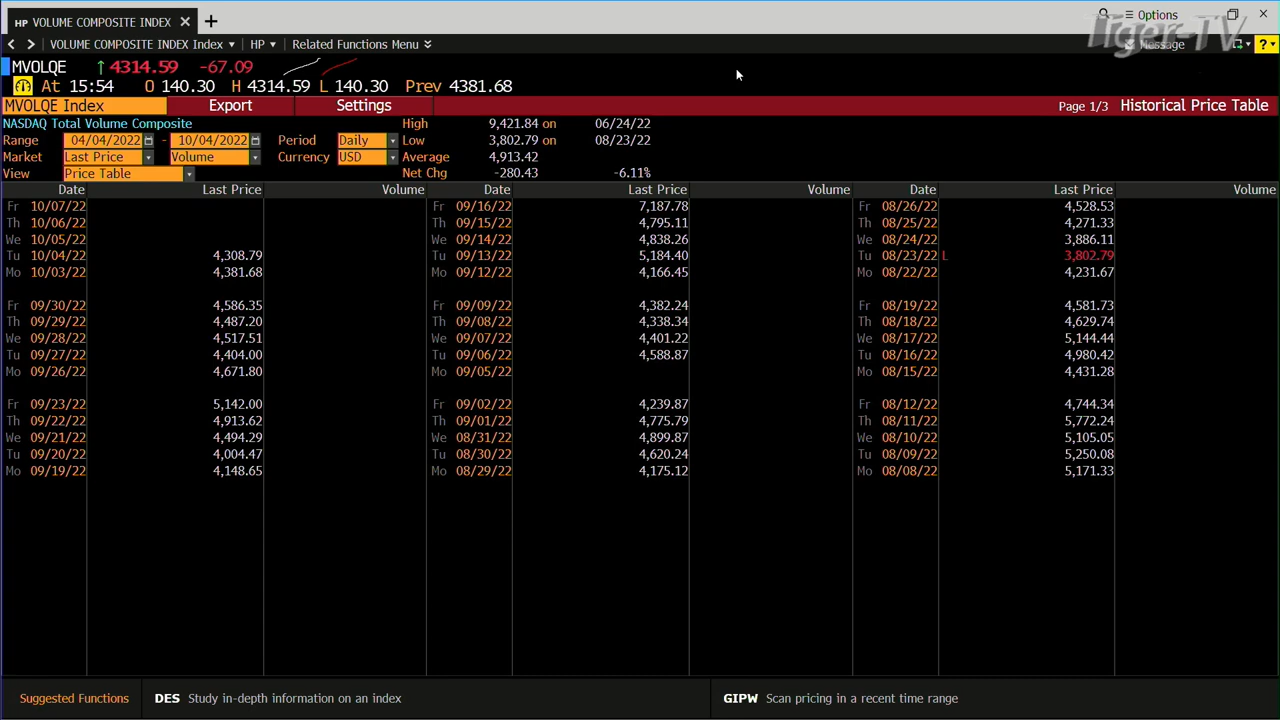 HP VOLUME COMPOSITE INDEX × +
Options
Tiger-TV
VOLUME COMPOSITE INDEX Index HP Related Functions Menu Message ?
MVOLQE ↑ 4314.59 -67.09
At 15:54 O 140.30 H 4314.59 L 140.30 Prev 4381.68
MVOLQE Index Export Settings Page 1/3 Historical Price Table
NASDAQ Total Volume Composite High 9,421.84 on 06/24/22
Range 04/04/2022 - 10/04/2022 Period Daily Low 3,802.79 on 08/23/22
Market Last Price Volume Currency USD Average 4,913.42
View Price Table Net Chg -280.43 -6.11%
Date Last Price Volume Date Last Price Volume Date Last Price Volume
Fr 10/07/22 Fr 09/16/22 7,187.78 Fr 08/26/22 4,528.53
Th 10/06/22 Th 09/15/22 4,795.11 Th 08/25/22 4,271.33
We 10/05/22 We 09/14/22 4,838.26 We 08/24/22 3,886.11
Tu 10/04/22 4,308.79 Tu 09/13/22 5,184.40 Tu 08/23/22 L 3,802.79
Mo 10/03/22 4,381.68 Mo 09/12/22 4,166.45 Mo 08/22/22 4,231.67
Fr 09/30/22 4,586.35 Fr 09/09/22 4,382.24 Fr 08/19/22 4,581.73
Th 09/29/22 4,487.20 Th 09/08/22 4,338.34 Th 08/18/22 4,629.74
We 09/28/22 4,517.51 We 09/07/22 4,401.22 We 08/17/22 5,144.44
Tu 09/27/22 4,404.00 Tu 09/06/22 4,588.87 Tu 08/16/22 4,980.42
Mo 09/26/22 4,671.80 Mo 09/05/22 Mo 08/15/22 4,431.28
Fr 09/23/22 5,142.00 Fr 09/02/22 4,239.87 Fr 08/12/22 4,744.34
Th 09/22/22 4,913.62 Th 09/01/22 4,775.79 Th 08/11/22 5,772.24
We 09/21/22 4,494.29 We 08/31/22 4,899.87 We 08/10/22 5,105.05
Tu 09/20/22 4,004.47 Tu 08/30/22 4,620.24 Tu 08/09/22 5,250.08
Mo 09/19/22 4,148.65 Mo 08/29/22 4,175.12 Mo 08/08/22 5,171.33
Suggested Functions DES Study in-depth information on an index GIPW Scan pricing in a recent time range